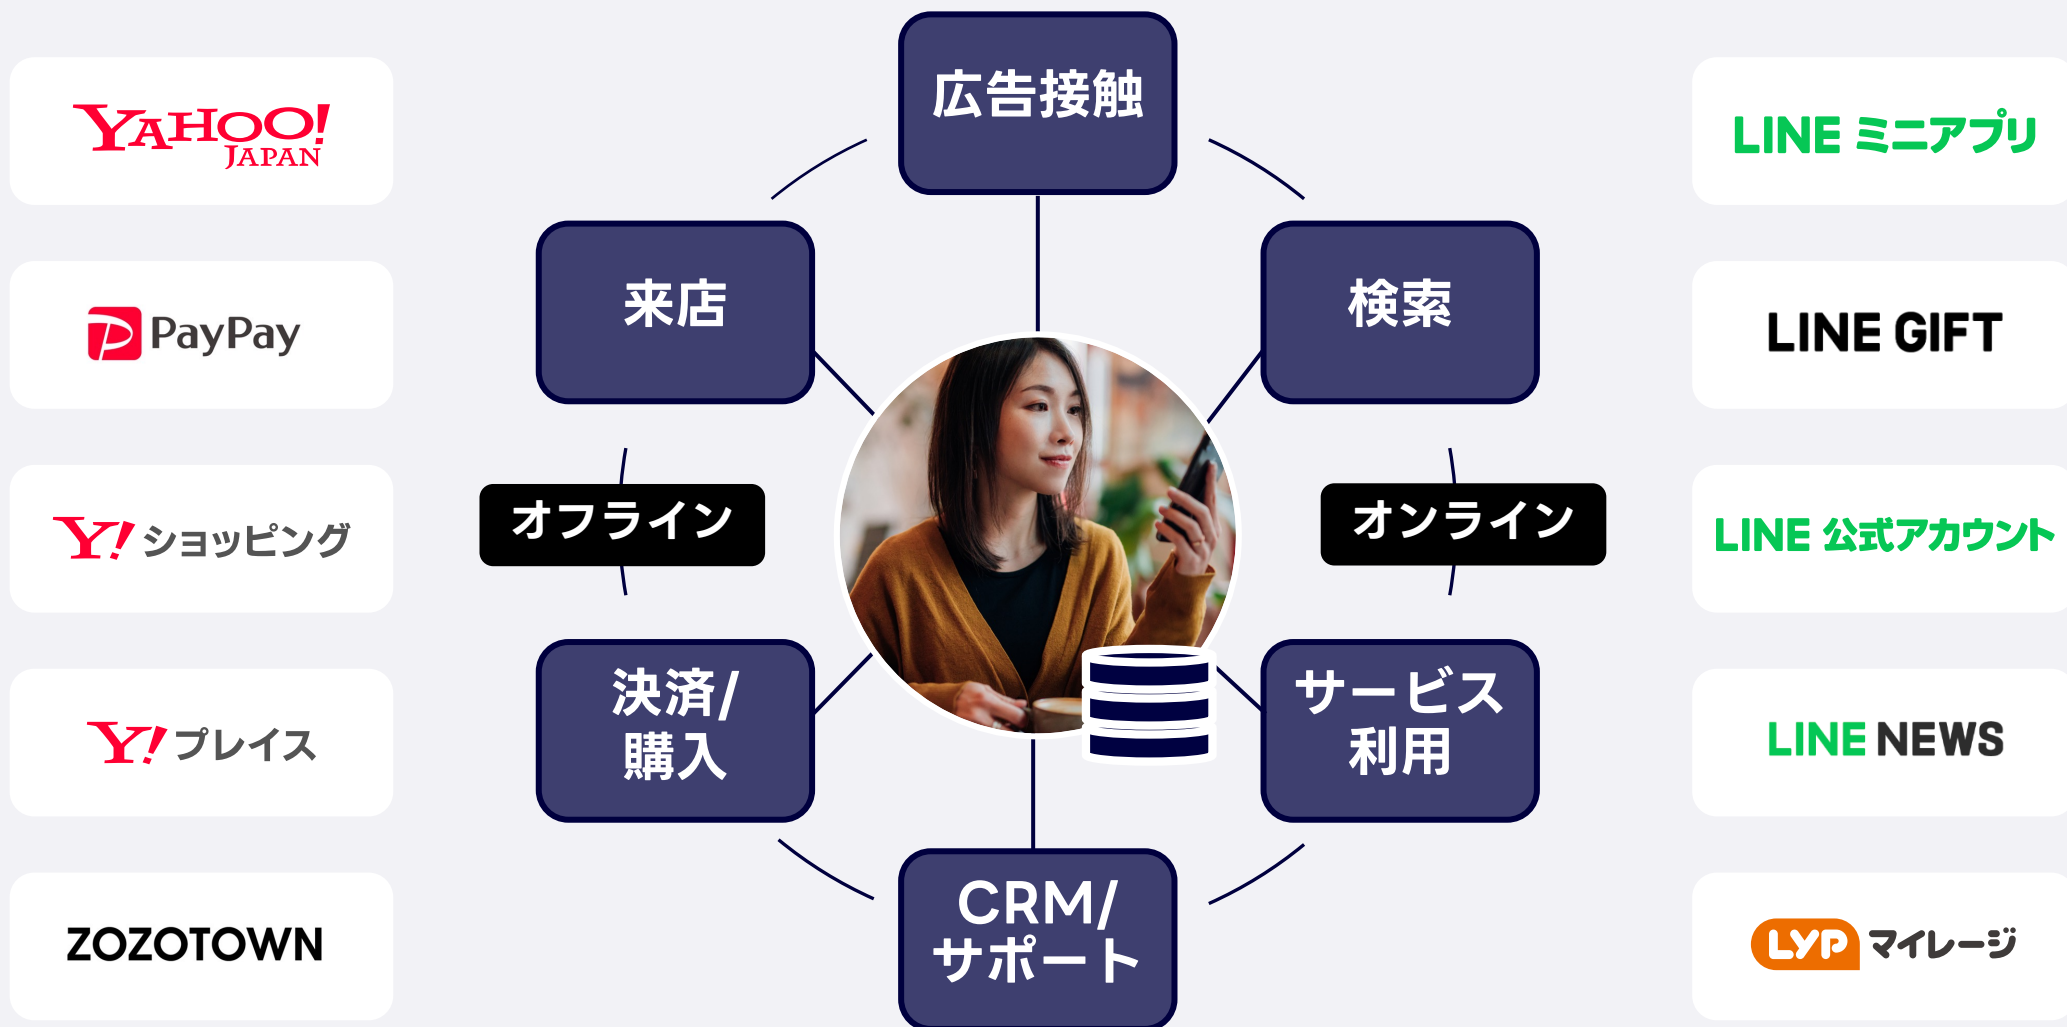 YAHOO!
JAPAN
PayPay
Y!ショッピング
Y!プレイス
ZOZOTOWN
広告接触
来店
検索
オフライン
オンライン
決済/
購入
サービス
利用
CRM/
サポート
LINE ミニアプリ
LINE GIFT
LINE 公式アカウント
LINE NEWS
LYP マイレージ